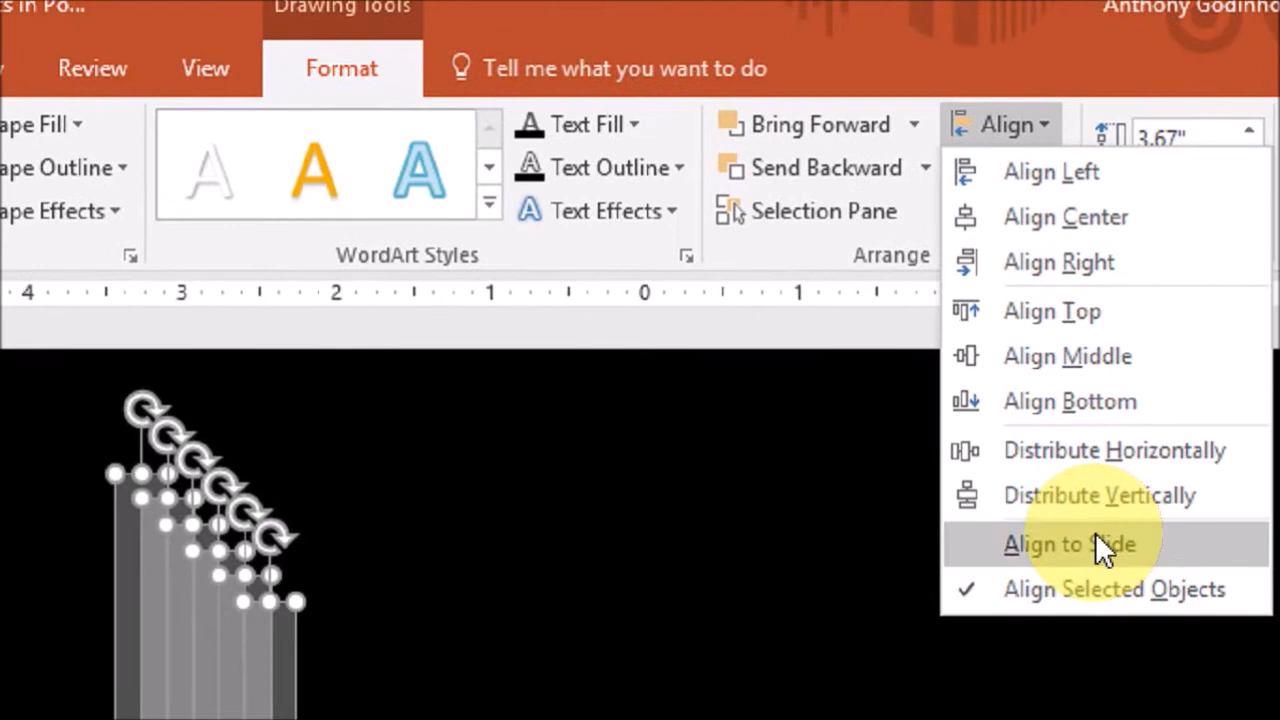 s in Po...
Drawing Tools
Anthony Godinho
Review
View
Format
Tell me what you want to do
ape Fill
Text Fill
Bring Forward
Align
3.67"
ape Outline
Text Outline
Send Backward
ape Effects
Text Effects
Selection Pane
WordArt Styles
Arrange
4 3 2 1 0 1
Align Left
Align Center
Align Right
Align Top
Align Middle
Align Bottom
Distribute Horizontally
Distribute Vertically
Align to Slide
Align Selected Objects